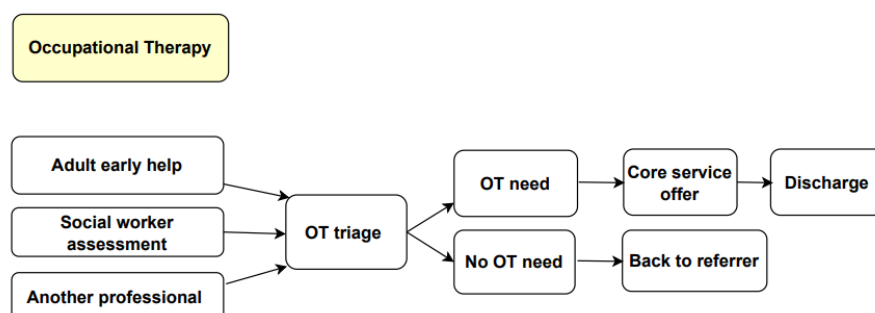 Occupational Therapy
Adult early help
Social worker
assessment
Another professional
OT triage
OT need
No OT need
Core service
offer
Back to referrer
Discharge